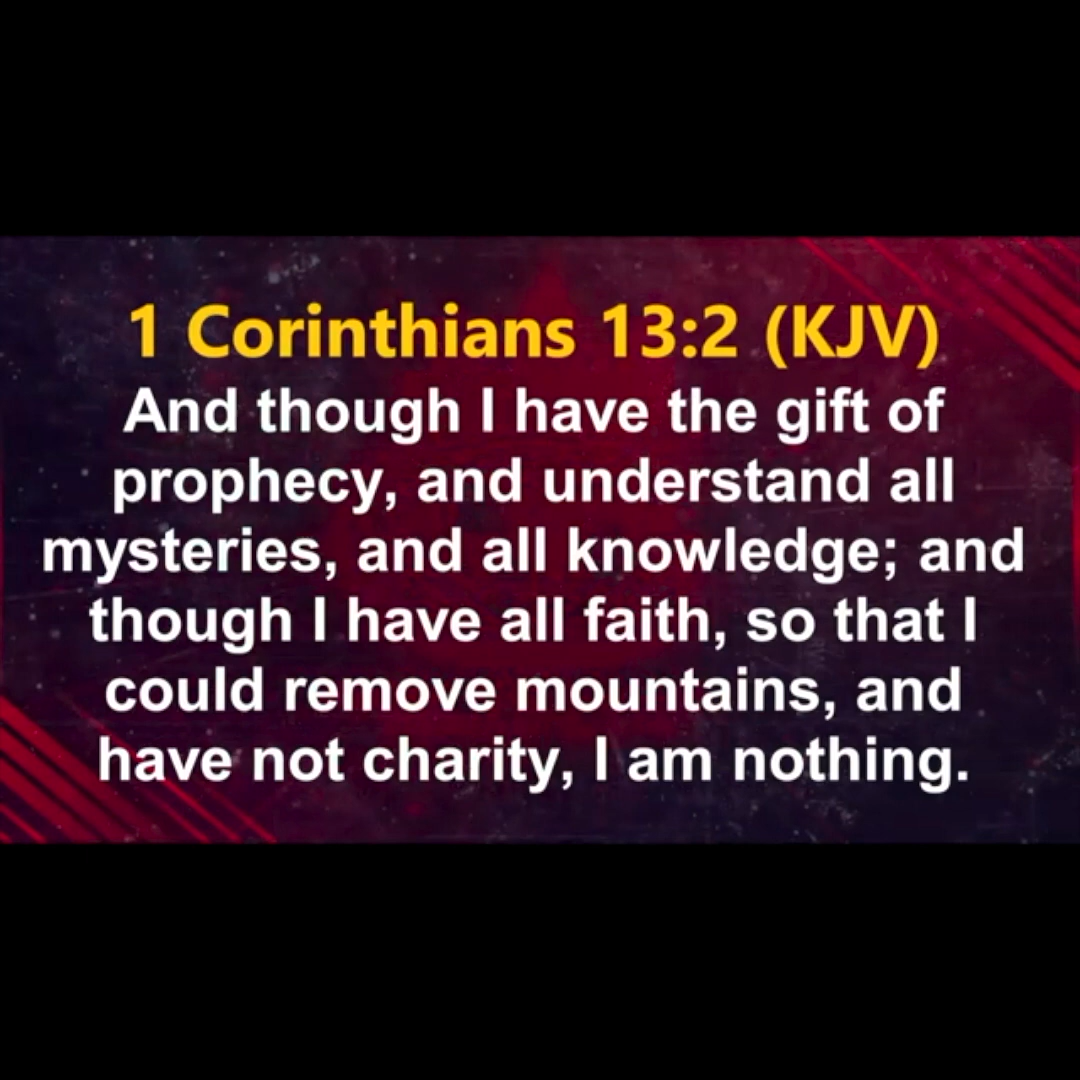 1 Corinthians 13:2 (KJV)
And though I have the gift of
prophecy, and understand all
mysteries, and all knowledge; and
though I have all faith, so that I
could remove mountains, and
have not charity, I am nothing.